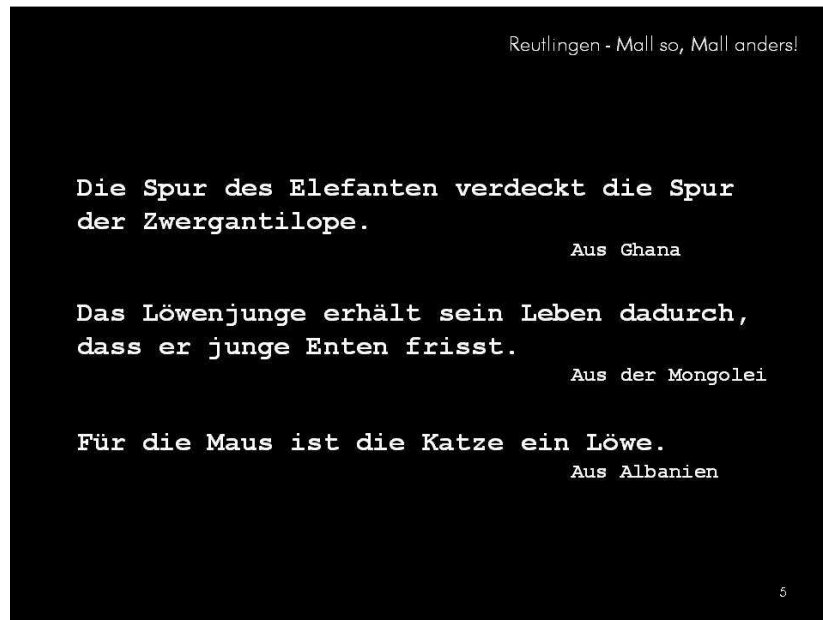 Reutlingen - Mall so, Mall anders!
Die Spur des Elefanten verdeckt die Spur
der Zwergantilope.
Aus Ghana
Das Löwenjunge erhält sein Leben dadurch,
dass er junge Enten frisst.
Aus der Mongolei
Für die Maus ist die Katze ein Löwe.
Aus Albanien
5